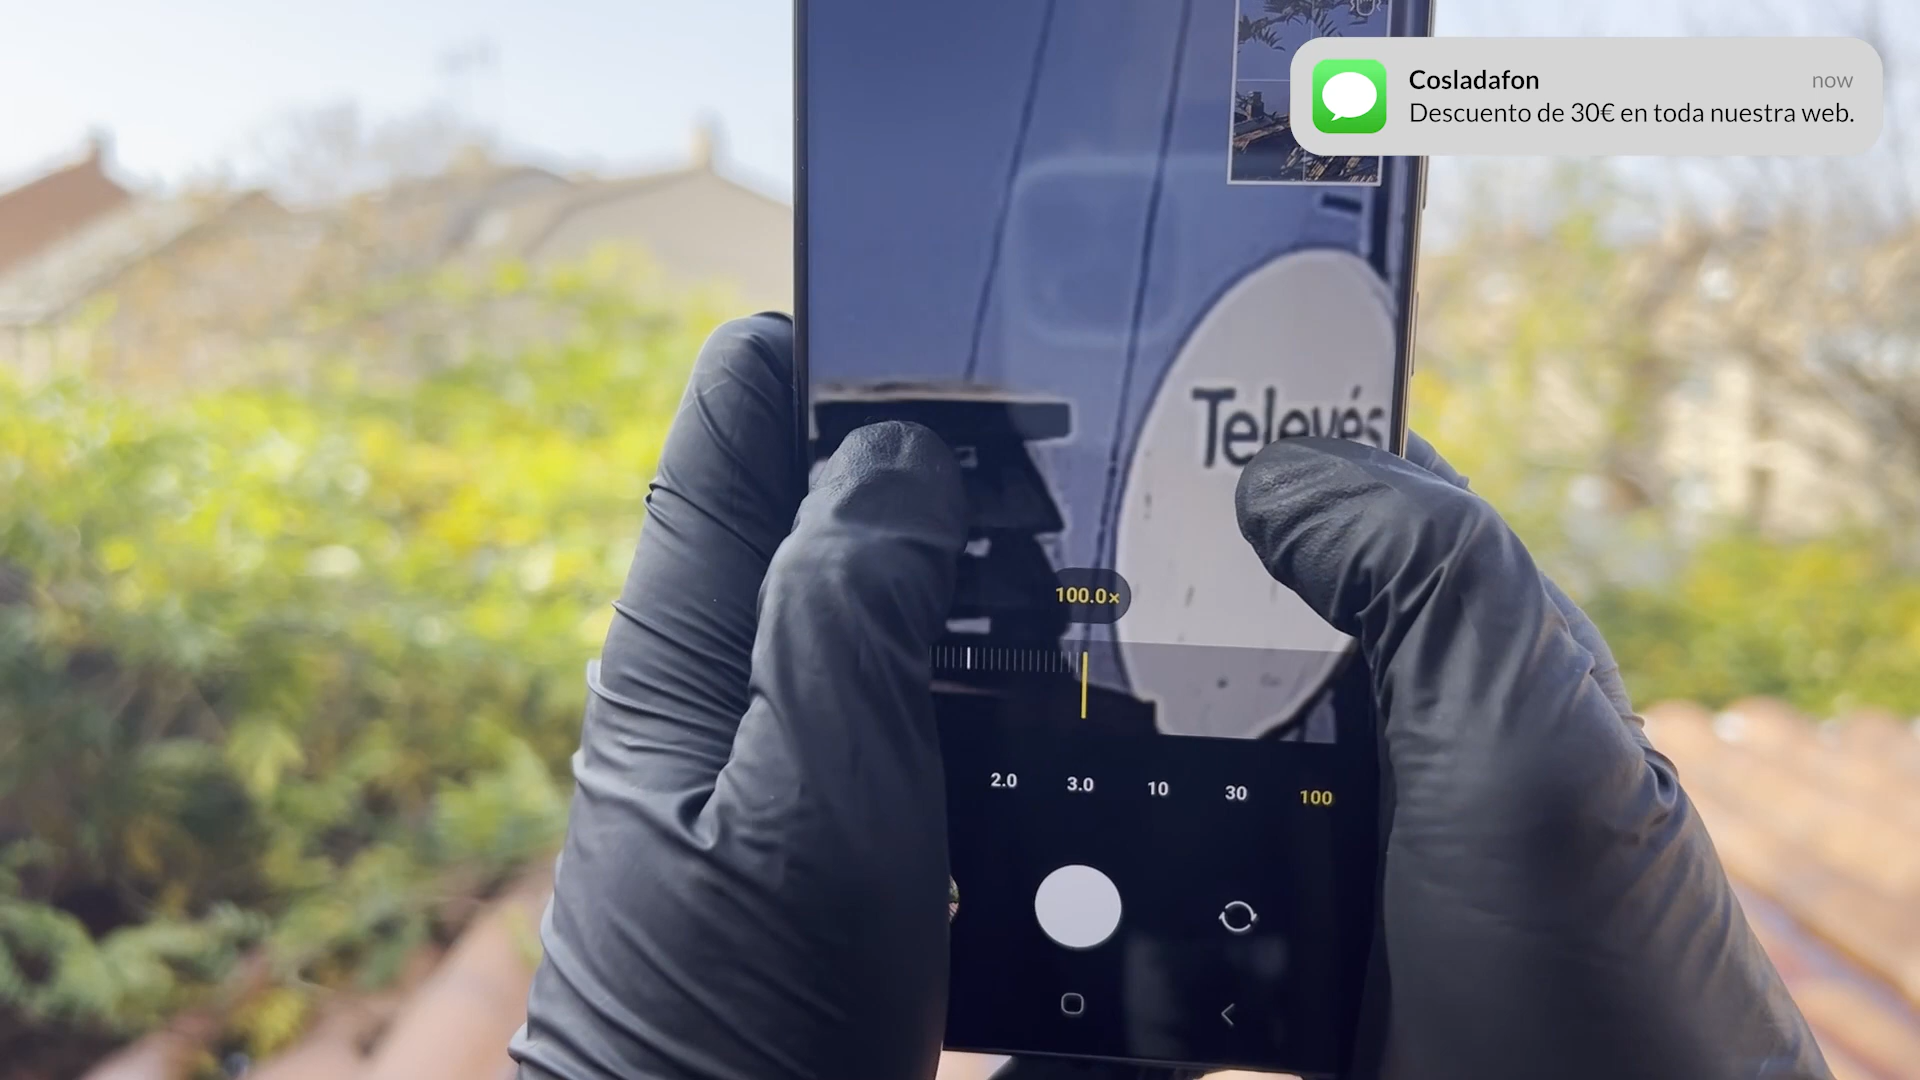 Cosladafon now
Descuento de 30€ en toda nuestra web.
Televés
100.0×
2.0 3.0 10 30 100